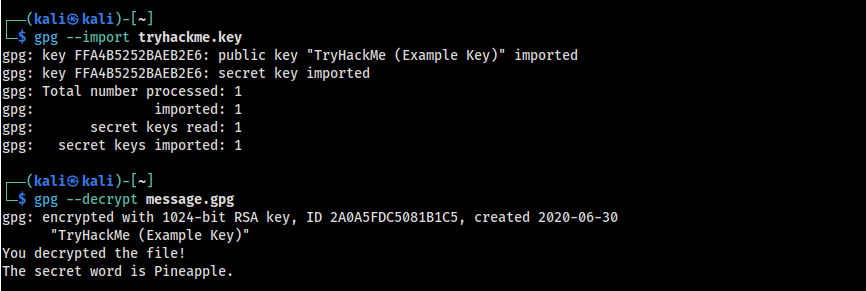 ┌──(kali㉿kali)-[~]
└─$ gpg --import tryhackme.key
gpg: key FFA4B5252BAEB2E6: public key "TryHackMe (Example Key)" imported
gpg: key FFA4B5252BAEB2E6: secret key imported
gpg: Total number processed: 1
gpg:               imported: 1
gpg:       secret keys read: 1
gpg:   secret keys imported: 1

┌──(kali㉿kali)-[~]
└─$ gpg --decrypt message.gpg
gpg: encrypted with 1024-bit RSA key, ID 2A0A5FDC5081B1C5, created 2020-06-30
      "TryHackMe (Example Key)"
You decrypted the file!
The secret word is Pineapple.